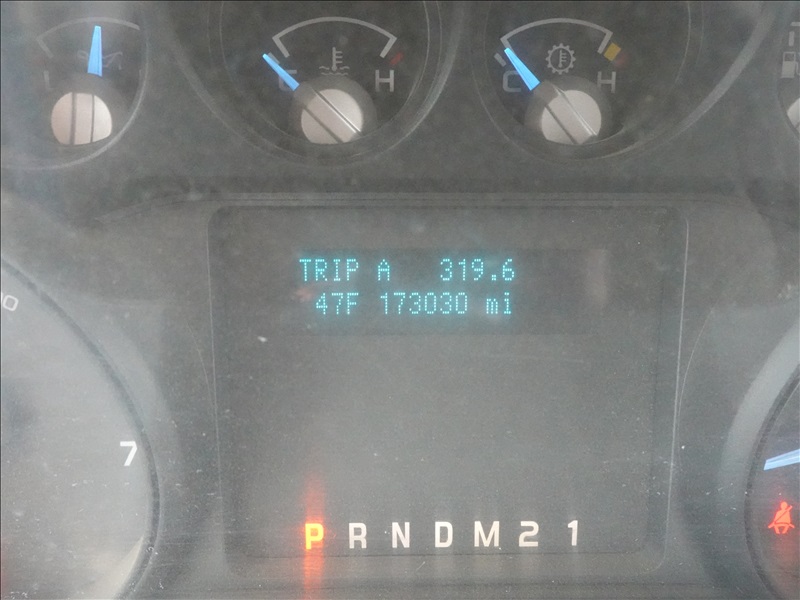 C H
C H
TRIP A 319.6
47F 173030 mi
7
P R N D M 2 1